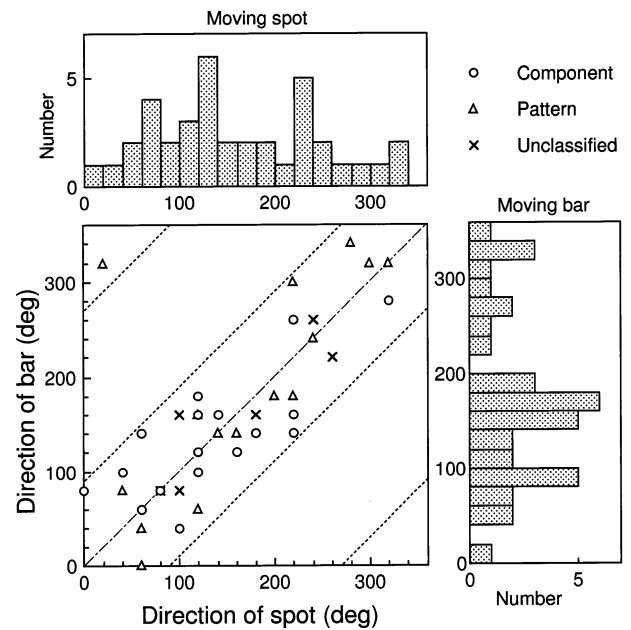 Moving spot
5
0
Number
0 100 200 300
Component
Pattern
Unclassified
Moving bar
300
200
100
0
0 5
Number
300
200
100
0
Direction of bar (deg)
0 100 200 300
Direction of spot (deg)